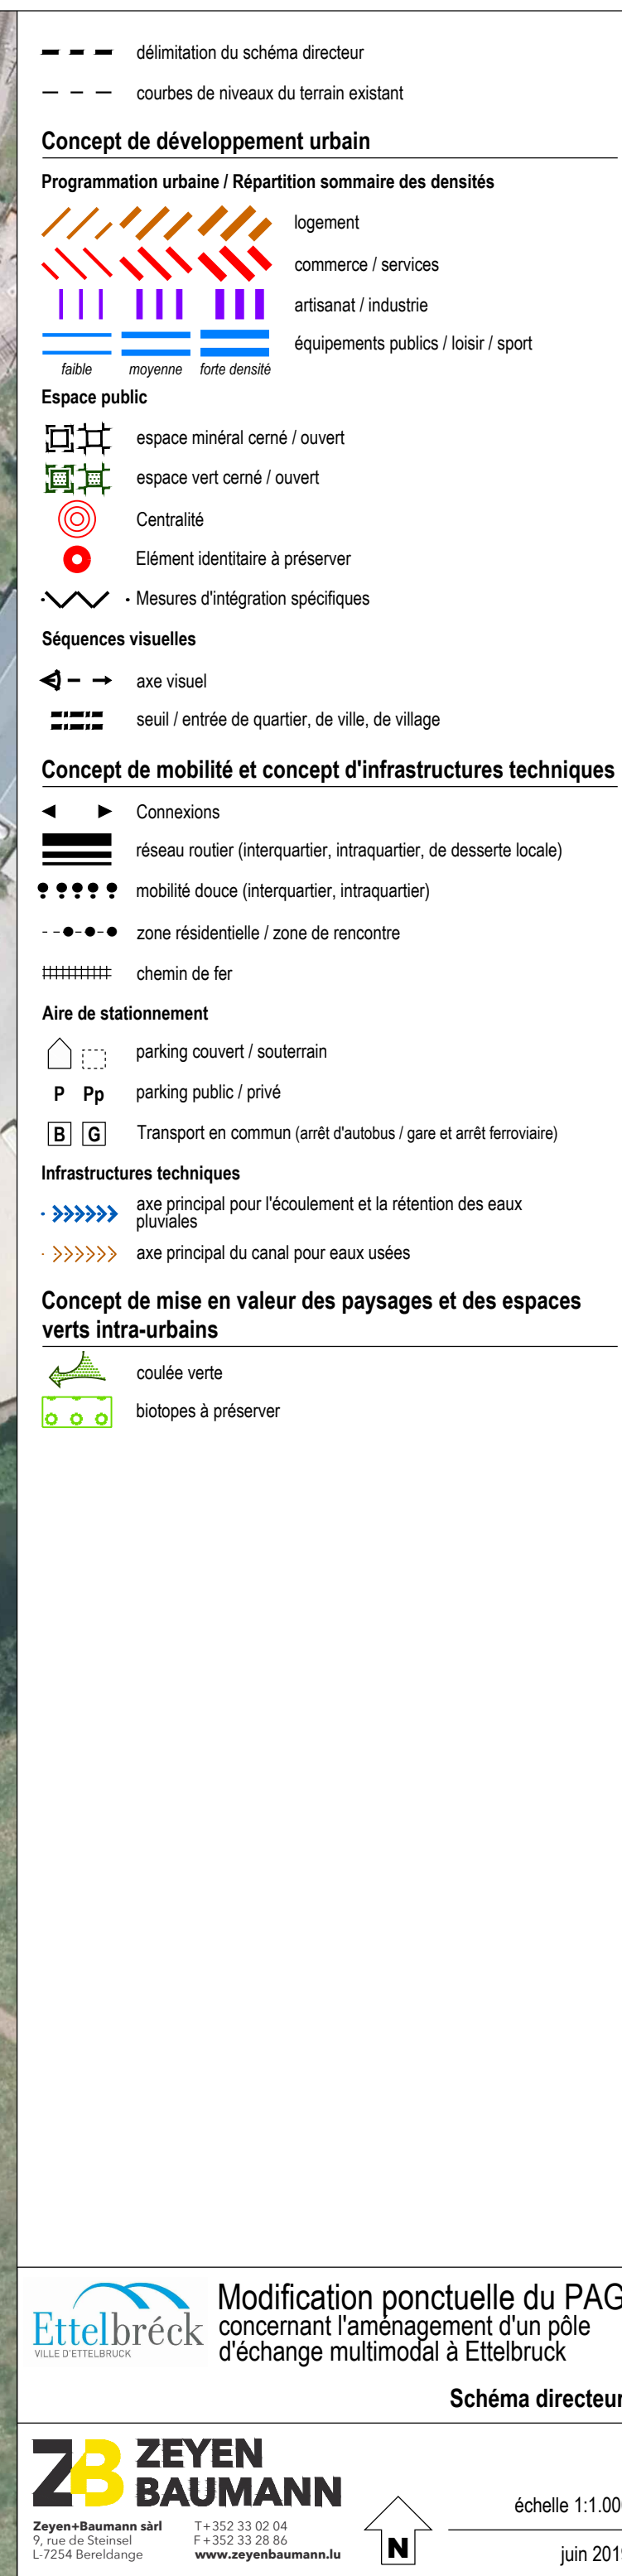 délimitation du schéma directeur
courbes de niveaux du terrain existant
Concept de développement urbain
Programmation urbaine / Répartition sommaire des densités
logement
commerce / services
artisanat / industrie
équipements publics / loisir / sport
faible moyenne forte densité
Espace public
espace minéral cerné / ouvert
espace vert cerné / ouvert
Centralité
Elément identitaire à préserver
Mesures d'intégration spécifiques
Séquences visuelles
axe visuel
seuil / entrée de quartier, de ville, de village
Concept de mobilité et concept d'infrastructures techniques
Connexions
réseau routier (interquartier, intraquartier, de desserte locale)
mobilité douce (interquartier, intraquartier)
zone résidentielle / zone de rencontre
chemin de fer
Aire de stationnement
parking couvert / souterrain
P Pp parking public / privé
B G Transport en commun (arrêt d'autobus / gare et arrêt ferroviaire)
Infrastructures techniques
axe principal pour l'écoulement et la rétention des eaux
pluviales
axe principal du canal pour eaux usées
Concept de mise en valeur des paysages et des espaces
verts intra-urbains
coulée verte
biotopes à préserver
Ettelbréck
VILLE D'ETTELBRUCK
Modification ponctuelle du PAG
concernant l'aménagement d'un pôle
d'échange multimodal à Ettelbruck
Schéma directeur
ZB ZEYEN
BAUMANN
Zeyen+Baumann sàrl
9, rue de Steinsel
L-7254 Bereldange
T+352 33 02 04
F+352 33 28 86
www.zeyenbaumann.lu
N
échelle 1:1.00
juin 201